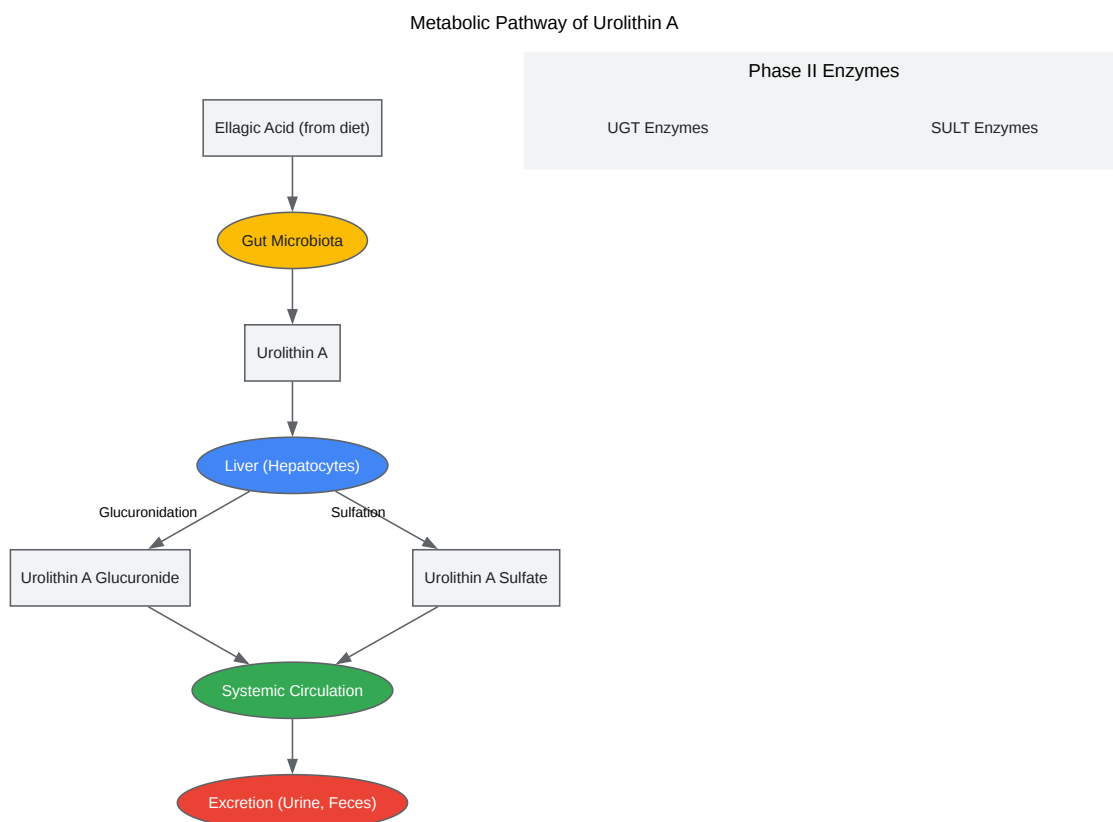 Metabolic Pathway of Urolithin A
Phase II Enzymes
UGT Enzymes
SULT Enzymes
Ellagic Acid (from diet)
Gut Microbiota
Urolithin A
Liver (Hepatocytes)
Glucuronidation
Sulfation
Urolithin A Glucuronide
Urolithin A Sulfate
Systemic Circulation
Excretion (Urine, Feces)